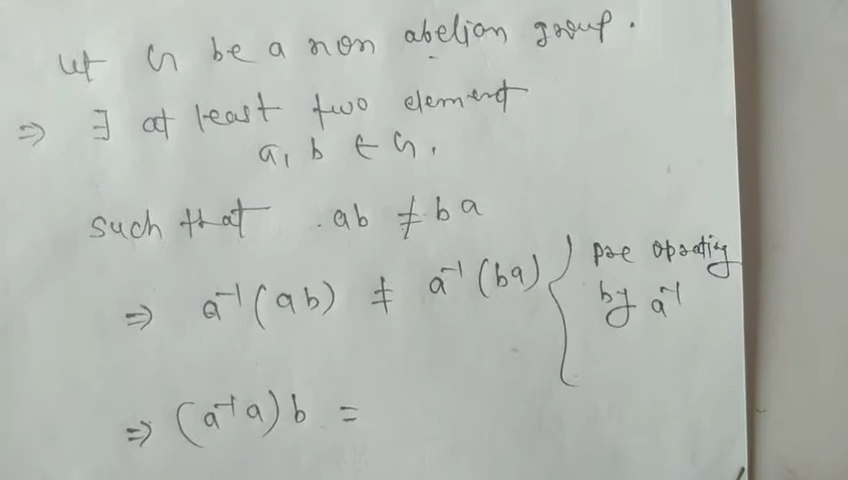 Let G be a non abelian group.
⇒ ∃ at least two element
a, b ∈ G.
such that ab ≠ ba
⇒ a⁻¹(ab) ≠ a⁻¹(ba) { pre operating
by a⁻¹
⇒ (a⁻¹a)b =